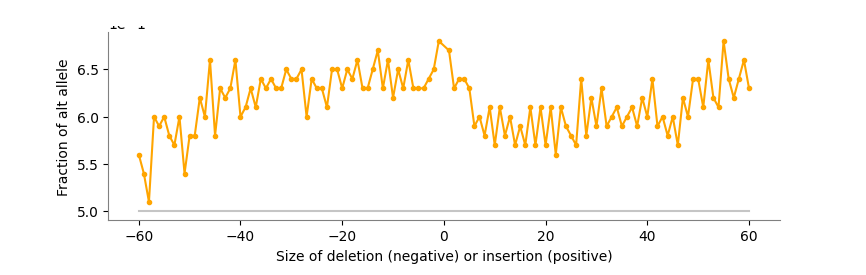 6.5
6.0
5.5
5.0
Fraction of alt allele
−60 −40 −20 0 20 40 60
Size of deletion (negative) or insertion (positive)